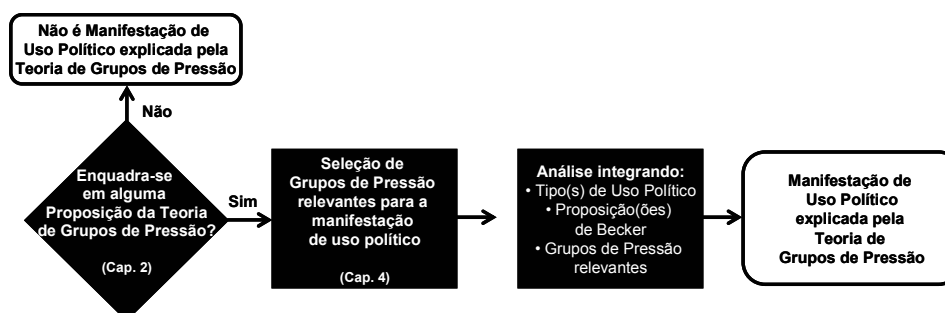 Não é Manifestação de
Uso Político explicada pela
Teoria de Grupos de Pressão
Não
Enquadra-se
em alguma
Proposição da Teoria
de Grupos de Pressão?
(Cap. 2)
Sim
Seleção de
Grupos de Pressão
relevantes para a
manifestação
de uso político
(Cap. 4)
Análise integrando:
• Tipo(s) de Uso Político
• Proposição(ões)
de Becker
• Grupos de Pressão
relevantes
Manifestação de
Uso Político
explicada pela
Teoria de
Grupos de Pressão